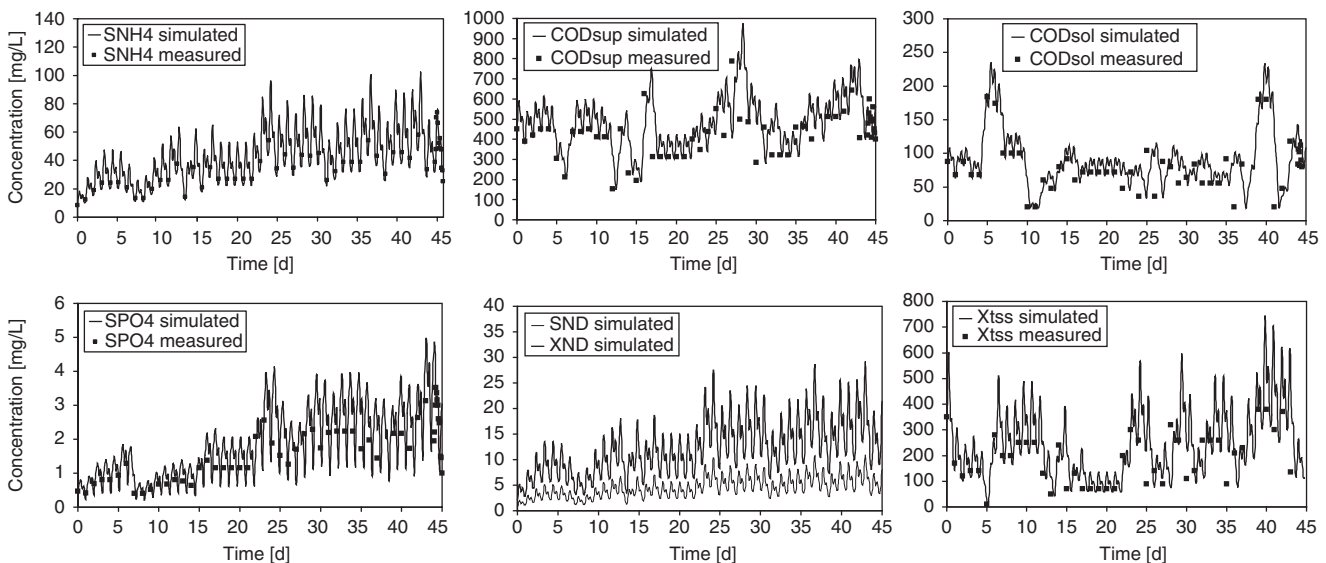 Concentration [mg/L]
140
120
100
80
60
40
20
0
SNH4 simulated
SNH4 measured
0 5 10 15 20 25 30 35 40 45
Time [d]
1000
900
800
700
600
500
400
300
200
100
0
CODsup simulated
CODsup measured
0 5 10 15 20 25 30 35 40 45
Time [d]
300
250
200
150
100
50
0
CODsol simulated
CODsol measured
0 5 10 15 20 25 30 35 40 45
Time [d]
Concentration [mg/L]
6
5
4
3
2
1
0
SPO4 simulated
SPO4 measured
0 5 10 15 20 25 30 35 40 45
Time [d]
40
35
30
25
20
15
10
5
0
SND simulated
XND simulated
0 5 10 15 20 25 30 35 40 45
Time [d]
800
700
600
500
400
300
200
100
0
Xtss simulated
Xtss measured
0 5 10 15 20 25 30 35 40 45
Time [d]